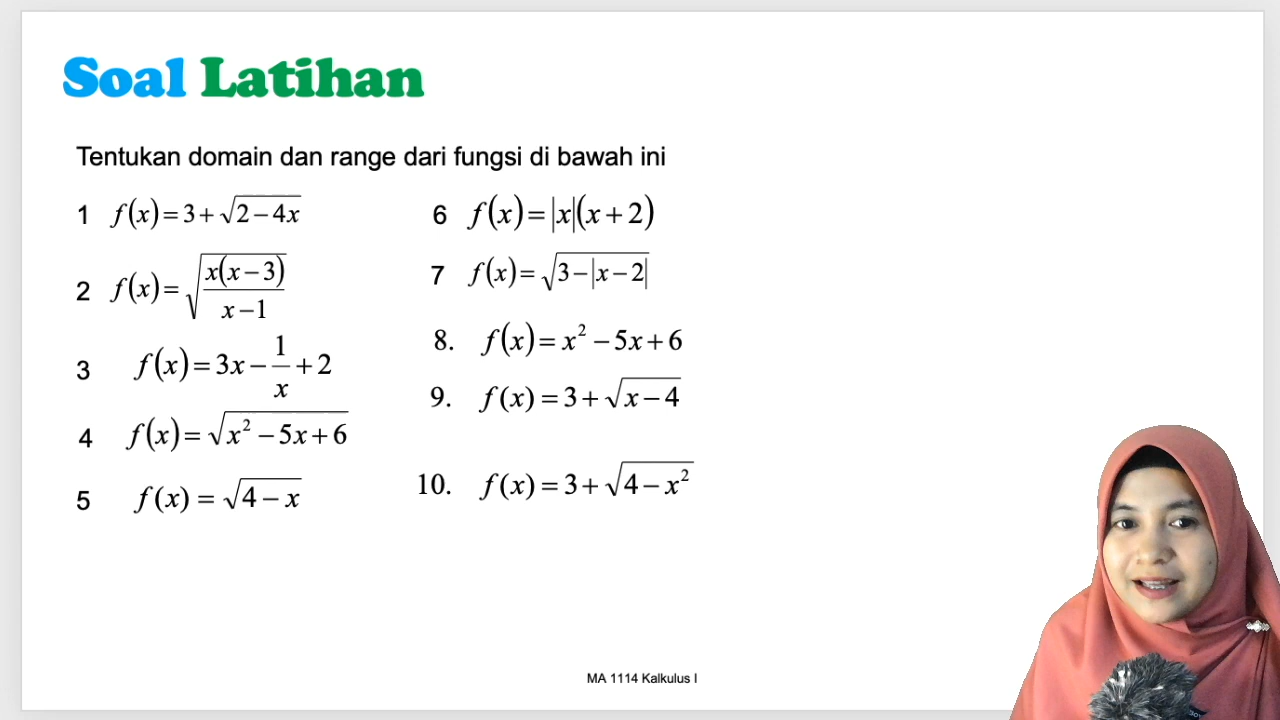 Soal Latihan
Tentukan domain dan range dari fungsi di bawah ini
1 f(x)=3+√(2−4x)
2 f(x)=√(x(x−3)/(x−1))
3 f(x)=3x−1/x+2
4 f(x)=√(x²−5x+6)
5 f(x)=√(4−x)
6 f(x)=|x|(x+2)
7 f(x)=√(3−|x−2|)
8. f(x)=x²−5x+6
9. f(x)=3+√(x−4)
10. f(x)=3+√(4−x²)
MA 1114 Kalkulus I